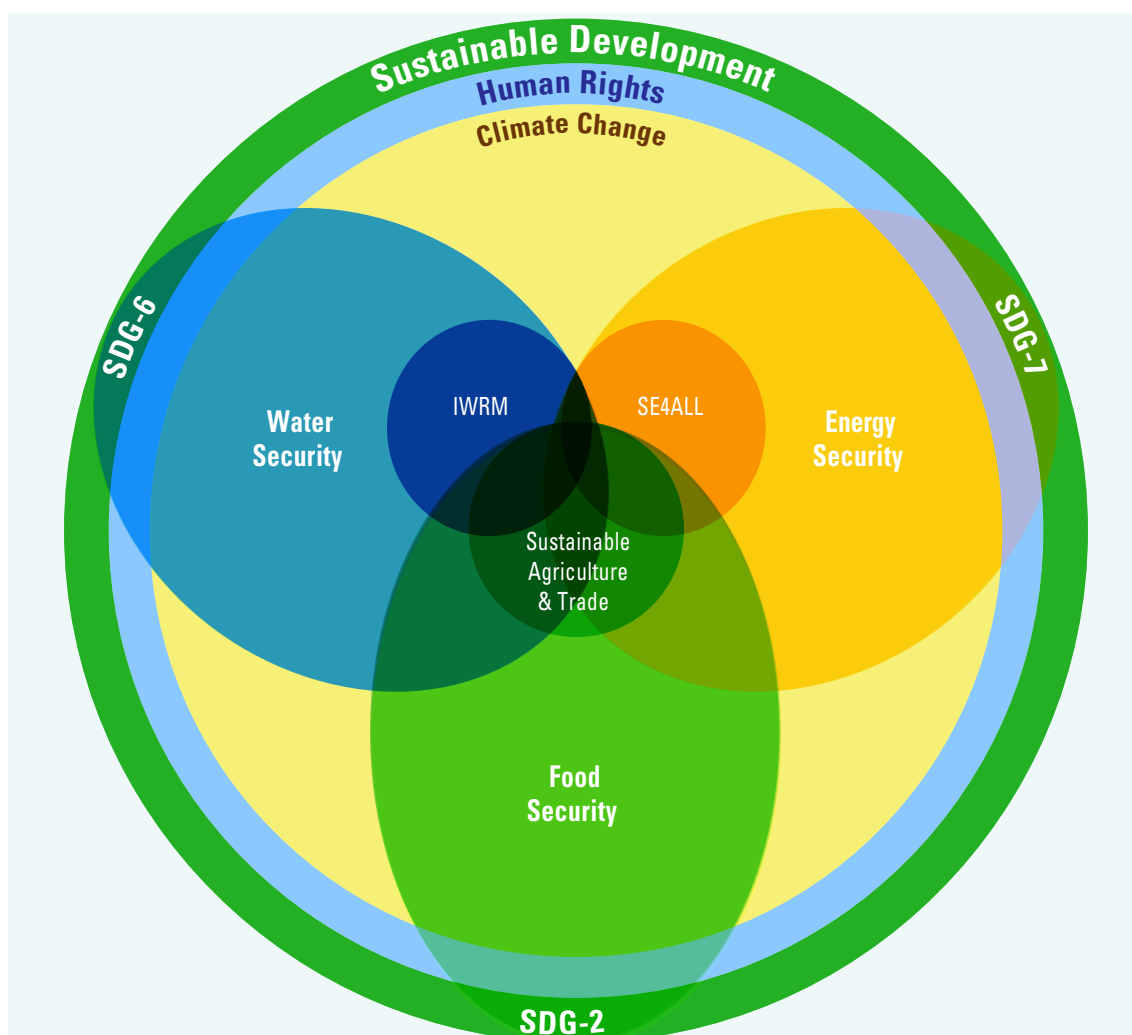 Sustainable Development
Human Rights
Climate Change
SDG-6
SDG-7
IWRM
SE4ALL
Water
Security
Energy
Security
Sustainable
Agriculture
& Trade
Food
Security
SDG-2